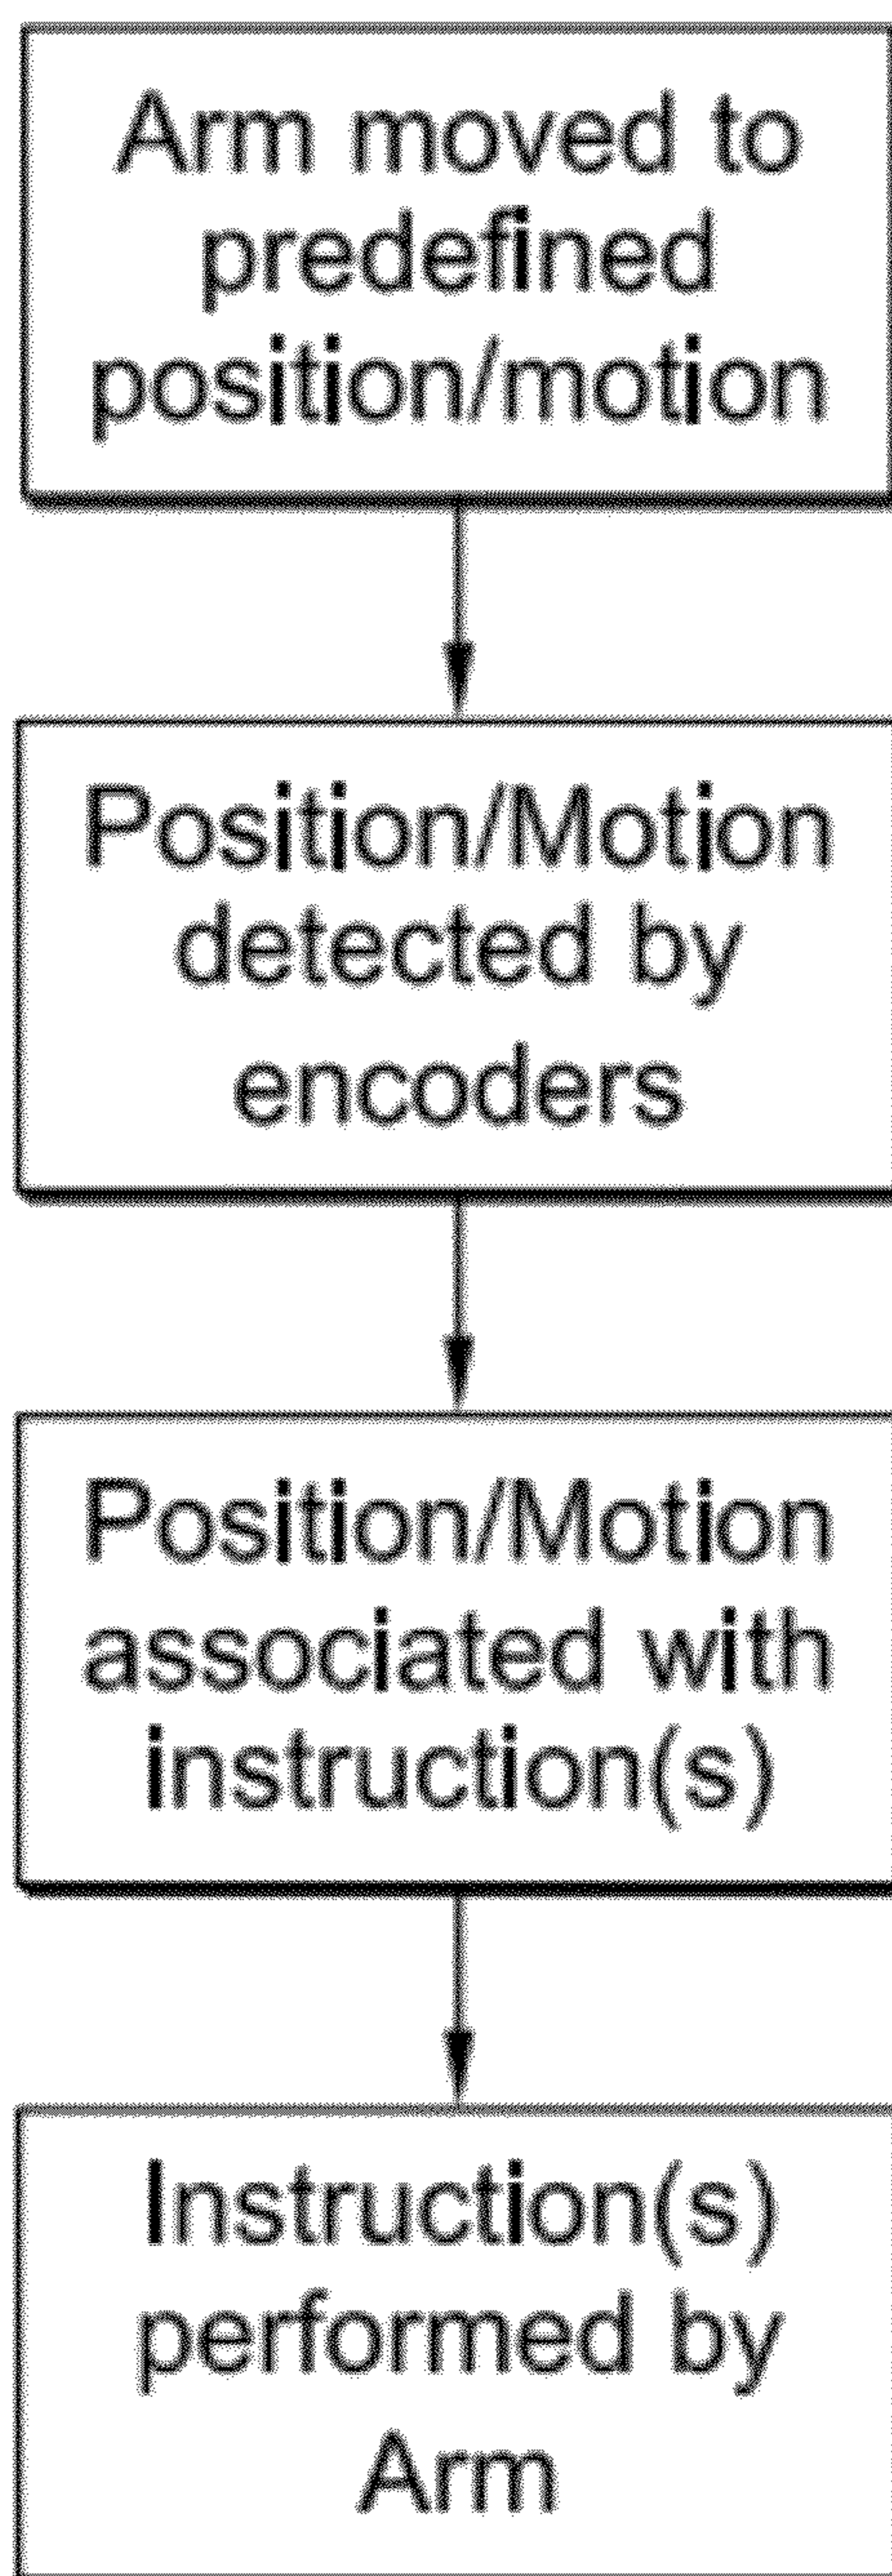 Arm moved to
predefined
position/motion
Position/Motion
detected by
encoders
Position/Motion
associated with
instruction(s)
Instruction(s)
performed by
Arm